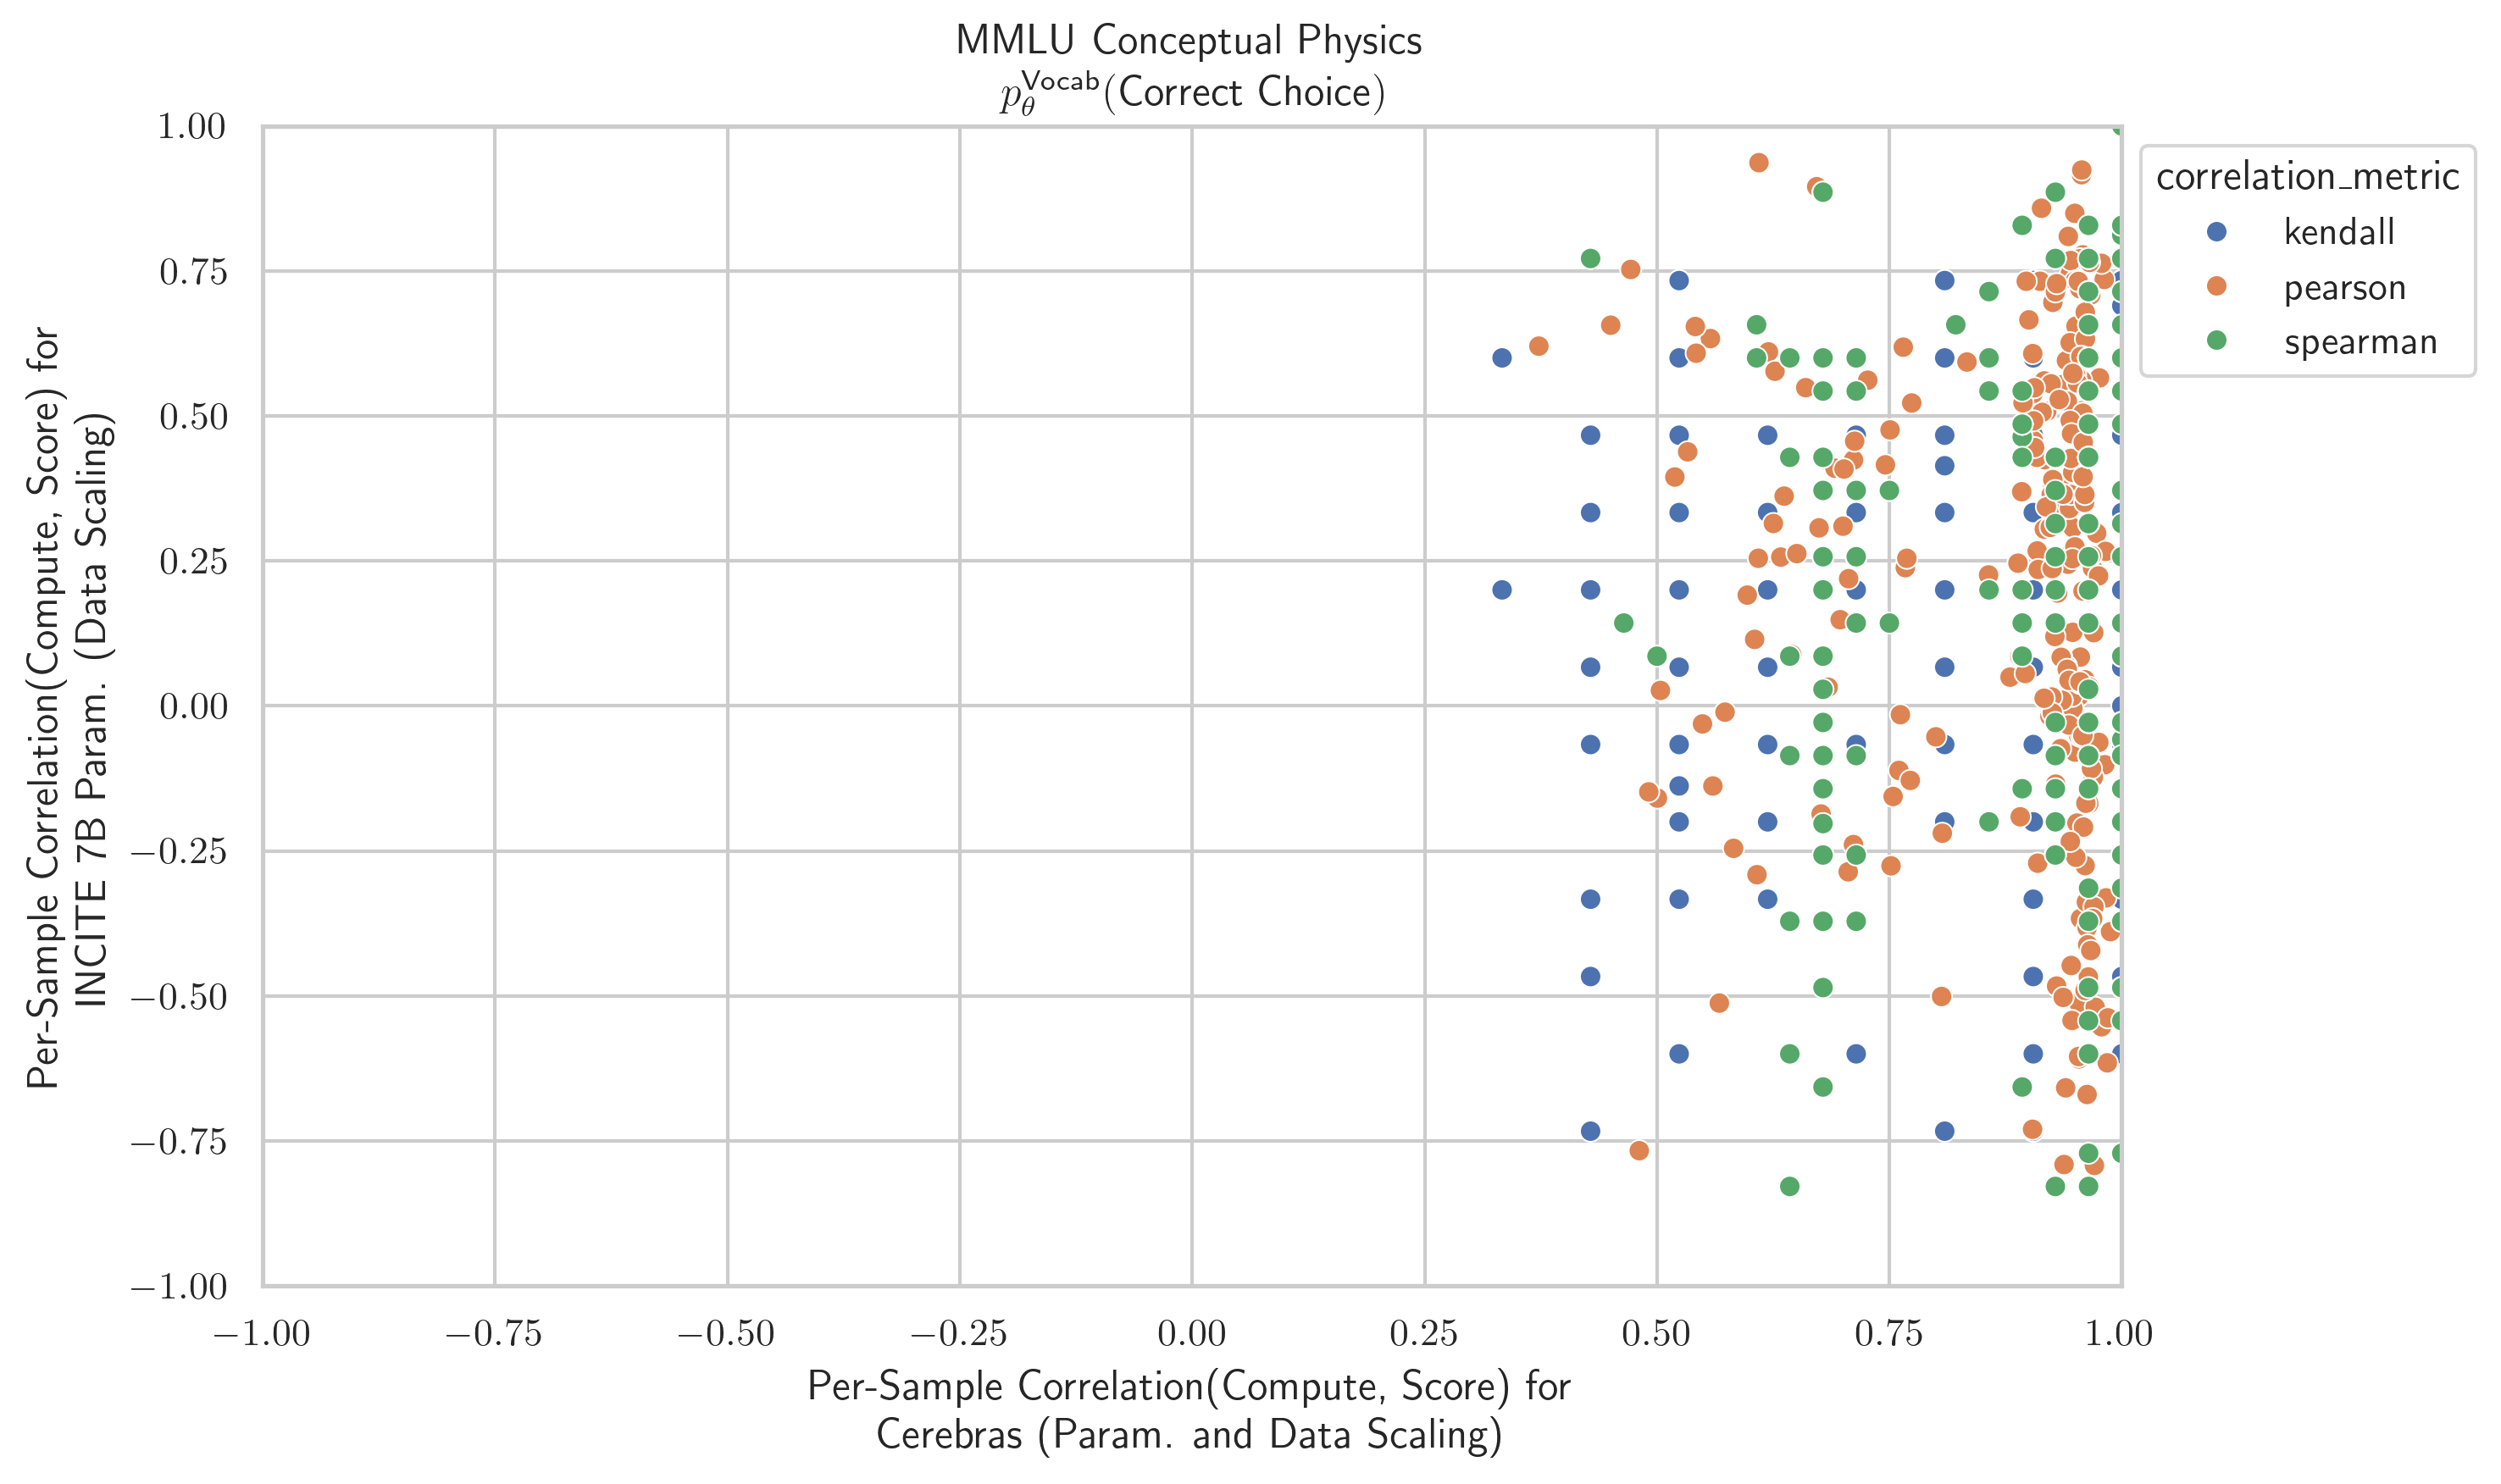 MMLU Conceptual Physics
p_θ^Vocab(Correct Choice)
1.00
0.75
0.50
0.25
0.00
−0.25
−0.50
−0.75
−1.00
Per-Sample Correlation(Compute, Score) for
INCITE 7B Param. (Data Scaling)
correlation_metric
kendall
pearson
spearman
−1.00 −0.75 −0.50 −0.25 0.00 0.25 0.50 0.75 1.00
Per-Sample Correlation(Compute, Score) for
Cerebras (Param. and Data Scaling)